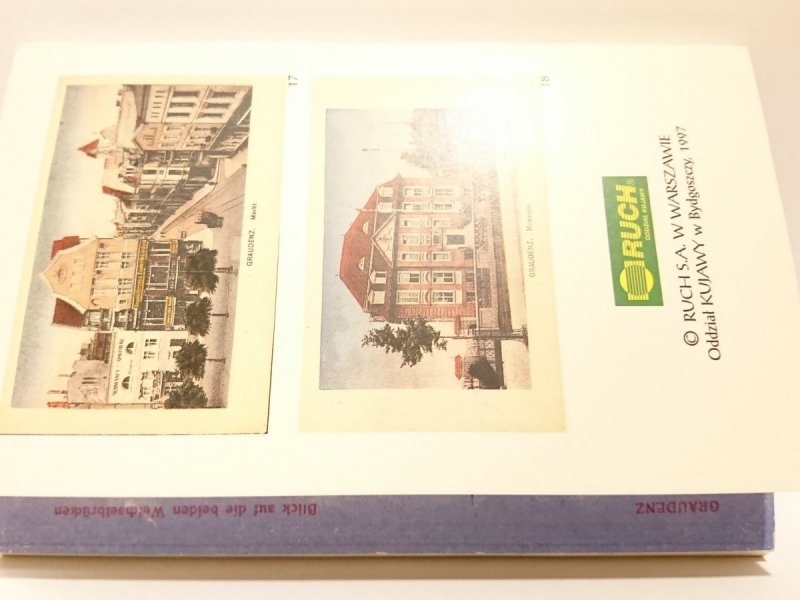 17
GRAUDENZ. Markt.
18
GRAUDENZ. Museum.
RUCH®
ODDZIAŁ KUJAWY
© RUCH S.A. W WARSZAWIE
Oddział KUJAWY w Bydgoszczy, 1997
GRAUDENZ
Blick auf die beiden Weichselbrücken